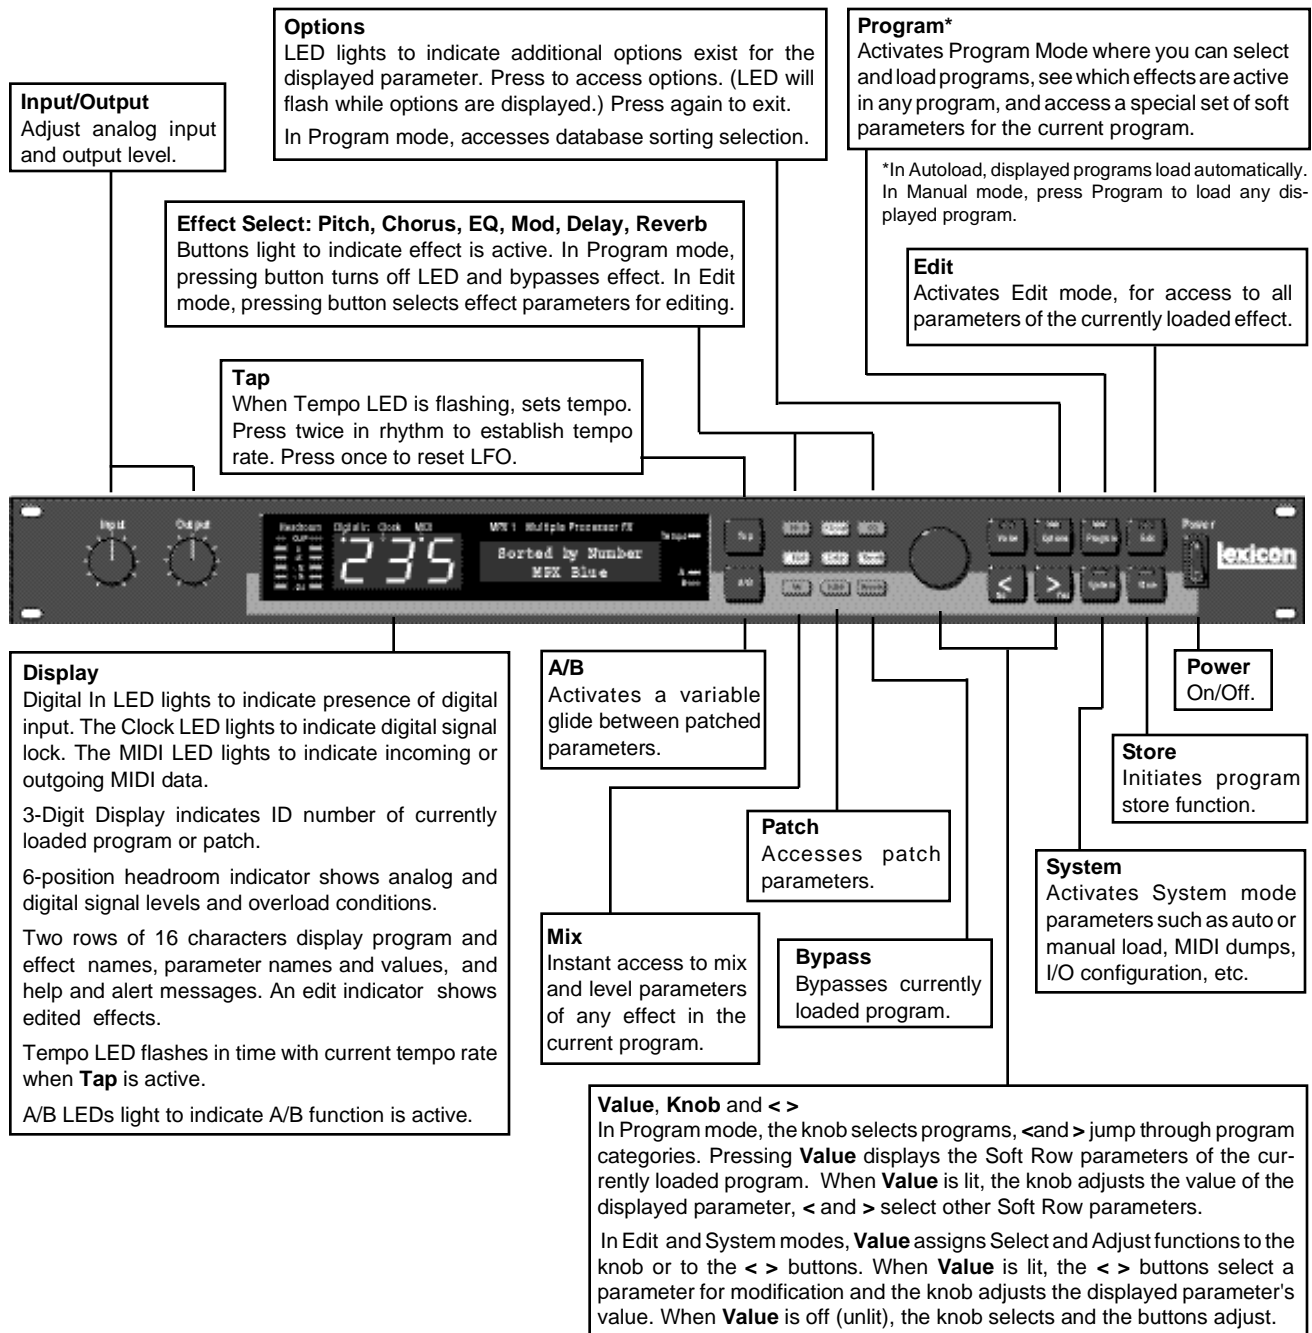 Options
LED lights to indicate additional options exist for the
displayed parameter. Press to access options. (LED will
flash while options are displayed.) Press again to exit.
In Program mode, accesses database sorting selection.
Program*
Activates Program Mode where you can select
and load programs, see which effects are active
in any program, and access a special set of soft
parameters for the current program.
*In Autoload, displayed programs load automatically.
In Manual mode, press Program to load any dis-
played program.
Input/Output
Adjust analog input
and output level.
Effect Select: Pitch, Chorus, EQ, Mod, Delay, Reverb
Buttons light to indicate effect is active. In Program mode,
pressing button turns off LED and bypasses effect. In Edit
mode, pressing button selects effect parameters for editing.
Edit
Activates Edit mode, for access to all
parameters of the currently loaded effect.
Tap
When Tempo LED is flashing, sets tempo.
Press twice in rhythm to establish tempo
rate. Press once to reset LFO.
Input
Output
Headroom Digital In Clock MIDI
235
MPX 1 Multiple Processor FX
Tempo
Sorted by Number
MPX Blue
Tap
A/B
Value
Options
Program
Edit
< >
System
Store
Power
lexicon
Display
Digital In LED lights to indicate presence of digital
input. The Clock LED lights to indicate digital signal
lock. The MIDI LED lights to indicate incoming or
outgoing MIDI data.
3-Digit Display indicates ID number of currently
loaded program or patch.
6-position headroom indicator shows analog and
digital signal levels and overload conditions.
Two rows of 16 characters display program and
effect names, parameter names and values, and
help and alert messages. An edit indicator shows
edited effects.
Tempo LED flashes in time with current tempo rate
when Tap is active.
A/B LEDs light to indicate A/B function is active.
A/B
Activates a variable
glide between patched
parameters.
Power
On/Off.
Store
Initiates program
store function.
Patch
Accesses patch
parameters.
System
Activates System mode
parameters such as auto or
manual load, MIDI dumps,
I/O configuration, etc.
Mix
Instant access to mix
and level parameters
of any effect in the
current program.
Bypass
Bypasses currently
loaded program.
Value, Knob and < >
In Program mode, the knob selects programs, <and > jump through program
categories. Pressing Value displays the Soft Row parameters of the cur-
rently loaded program. When Value is lit, the knob adjusts the value of the
displayed parameter, < and > select other Soft Row parameters.
In Edit and System modes, Value assigns Select and Adjust functions to the
knob or to the < > buttons. When Value is lit, the < > buttons select a
parameter for modification and the knob adjusts the displayed parameter's
value. When Value is off (unlit), the knob selects and the buttons adjust.